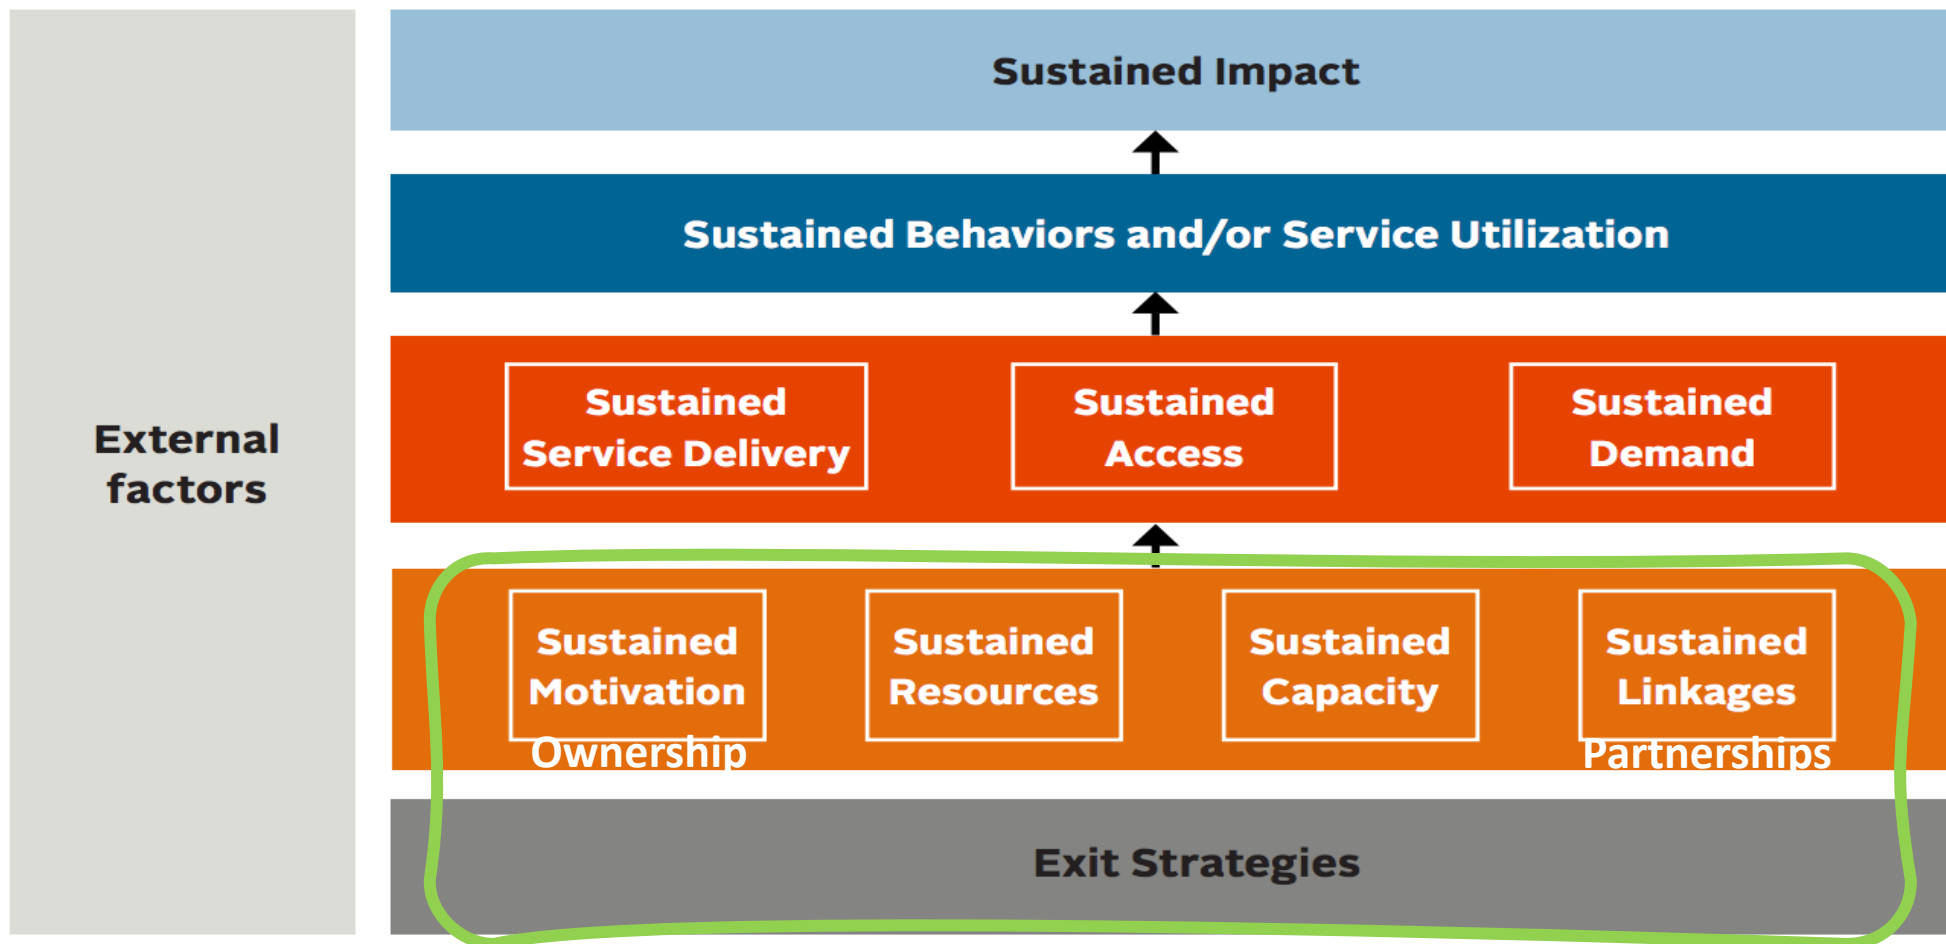 External
factors
Sustained Impact
Sustained Behaviors and/or Service Utilization
Sustained
Service Delivery
Sustained
Access
Sustained
Demand
Sustained
Motivation
Ownership
Sustained
Resources
Sustained
Capacity
Sustained
Linkages
Partnerships
Exit Strategies